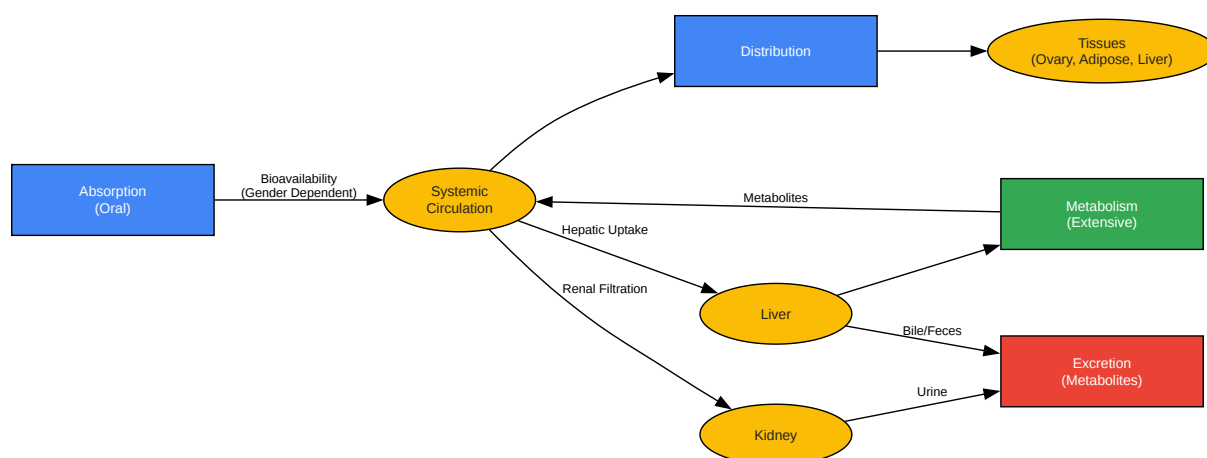 Distribution
Tissues
(Ovary, Adipose, Liver)
Absorption
(Oral)
Bioavailability
(Gender Dependent)
Systemic
Circulation
Metabolites
Metabolism
(Extensive)
Hepatic Uptake
Renal Filtration
Liver
Bile/Feces
Excretion
(Metabolites)
Urine
Kidney